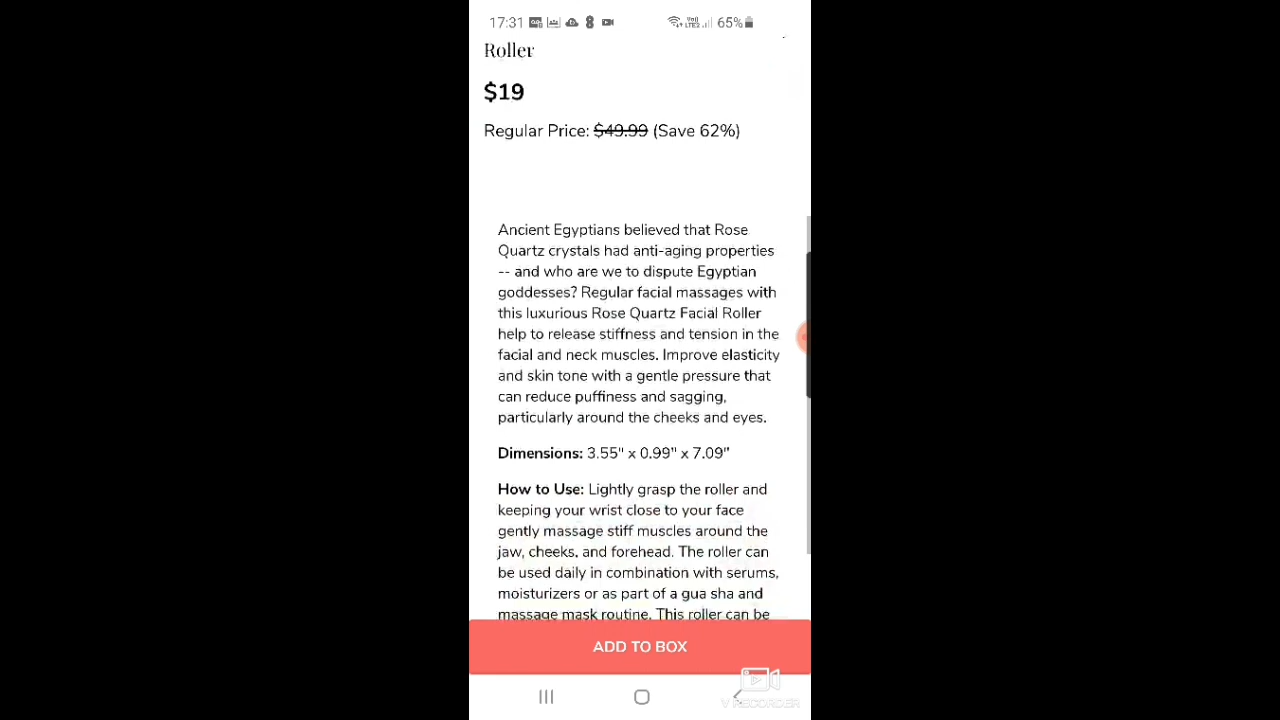 17:31 65%
Roller
$19
Regular Price: $49.99 (Save 62%)
Ancient Egyptians believed that Rose
Quartz crystals had anti-aging properties
-- and who are we to dispute Egyptian
goddesses? Regular facial massages with
this luxurious Rose Quartz Facial Roller
help to release stiffness and tension in the
facial and neck muscles. Improve elasticity
and skin tone with a gentle pressure that
can reduce puffiness and sagging,
particularly around the cheeks and eyes.
Dimensions: 3.55" x 0.99" x 7.09"
How to Use: Lightly grasp the roller and
keeping your wrist close to your face
gently massage stiff muscles around the
jaw, cheeks, and forehead. The roller can
be used daily in combination with serums,
moisturizers or as part of a gua sha and
massage mask routine. This roller can be
ADD TO BOX
VRECORDER